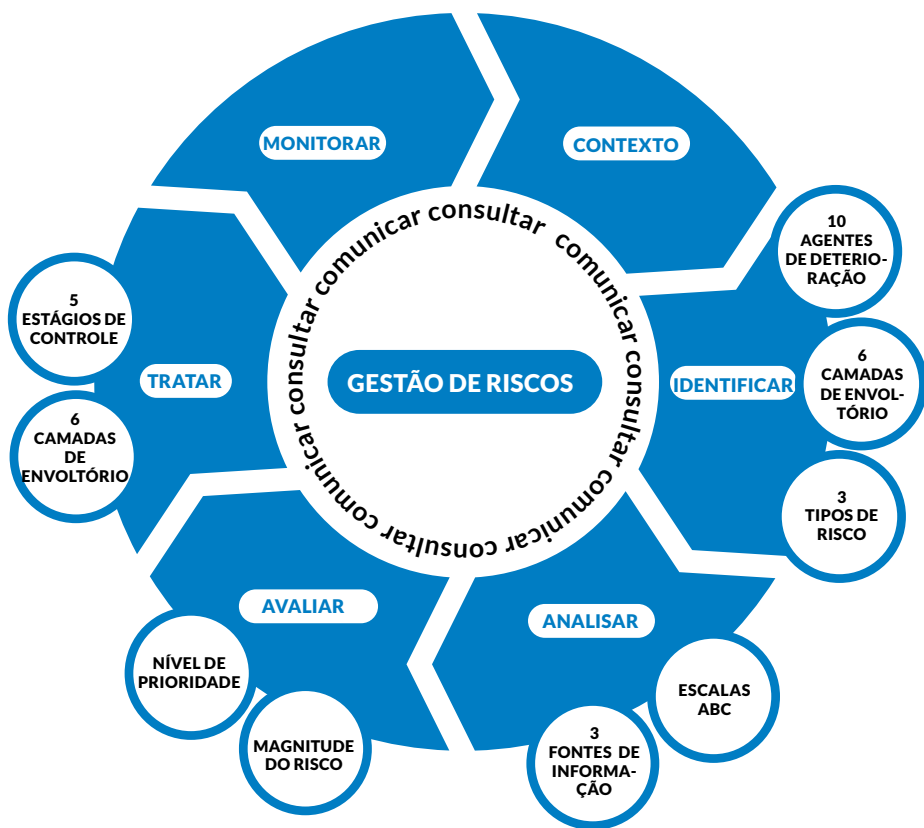 MONITORAR
CONTEXTO
10
AGENTES
DE DETERIO-
RAÇÃO
6
CAMADAS
DE ENVOL-
TÓRIO
3
TIPOS DE
RISCO
IDENTIFICAR
ANALISAR
ESCALAS
ABC
3
FONTES DE
INFORMA-
ÇÃO
AVALIAR
MAGNITUDE
DO RISCO
NÍVEL DE
PRIORIDADE
TRATAR
6
CAMADAS
DE
ENVOLTÓRIO
5
ESTÁGIOS DE
CONTROLE
GESTÃO DE RISCOS
comunicar consultar comunicar consultar comunicar consultar comunicar consultar comunicar consultar